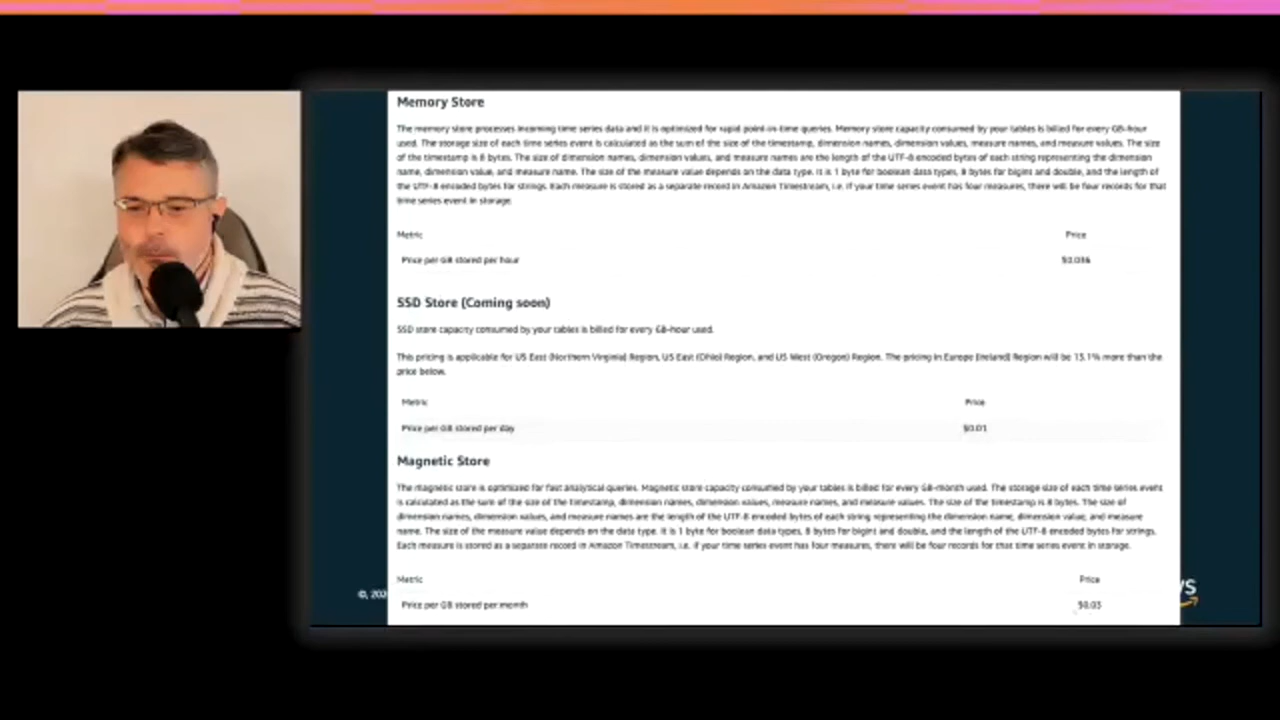 Memory Store
The memory store processes incoming time series data and it is optimized for rapid point-in-time queries. Memory store capacity consumed by your tables is billed for every GB-hour
used. The storage size of each time series event is calculated as the sum of the size of the timestamp, dimension names, dimension values, measure names, and measure values. The size
of the timestamp is 8 bytes. The size of dimension names, dimension values, and measure names are the length of the UTF-8 encoded bytes of each string representing the dimension
name, dimension value, and measure name. The size of the measure value depends on the data type. It is 1 byte for boolean data types, 8 bytes for bigint and double, and the length of
the UTF-8 encoded bytes for strings. Each measure is stored as a separate record in Amazon Timestream, i.e. if your time series event has four measures, there will be four records for that
time series event in storage.
Metric Price
Price per GB stored per hour $0.036
SSD Store (Coming soon)
SSD store capacity consumed by your tables is billed for every GB-hour used.
This pricing is applicable for US East (Northern Virginia) Region, US East (Ohio) Region, and US West (Oregon) Region. The pricing in Europe (Ireland) Region will be 13.1% more than the
price below.
Metric Price
Price per GB stored per day $0.01
Magnetic Store
The magnetic store is optimized for fast analytical queries. Magnetic store capacity consumed by your tables is billed for every GB-month used. The storage size of each time series event
is calculated as the sum of the size of the timestamp, dimension names, dimension values, measure names, and measure values. The size of the timestamp is 8 bytes. The size of
dimension names, dimension values, and measure names are the length of the UTF-8 encoded bytes of each string representing the dimension name, dimension value, and measure
name. The size of the measure value depends on the data type. It is 1 byte for boolean data types, 8 bytes for bigint and double, and the length of the UTF-8 encoded bytes for strings.
Each measure is stored as a separate record in Amazon Timestream, i.e. if your time series event has four measures, there will be four records for that time series event in storage.
Metric Price
©, 202
Price per GB stored per month $0.03